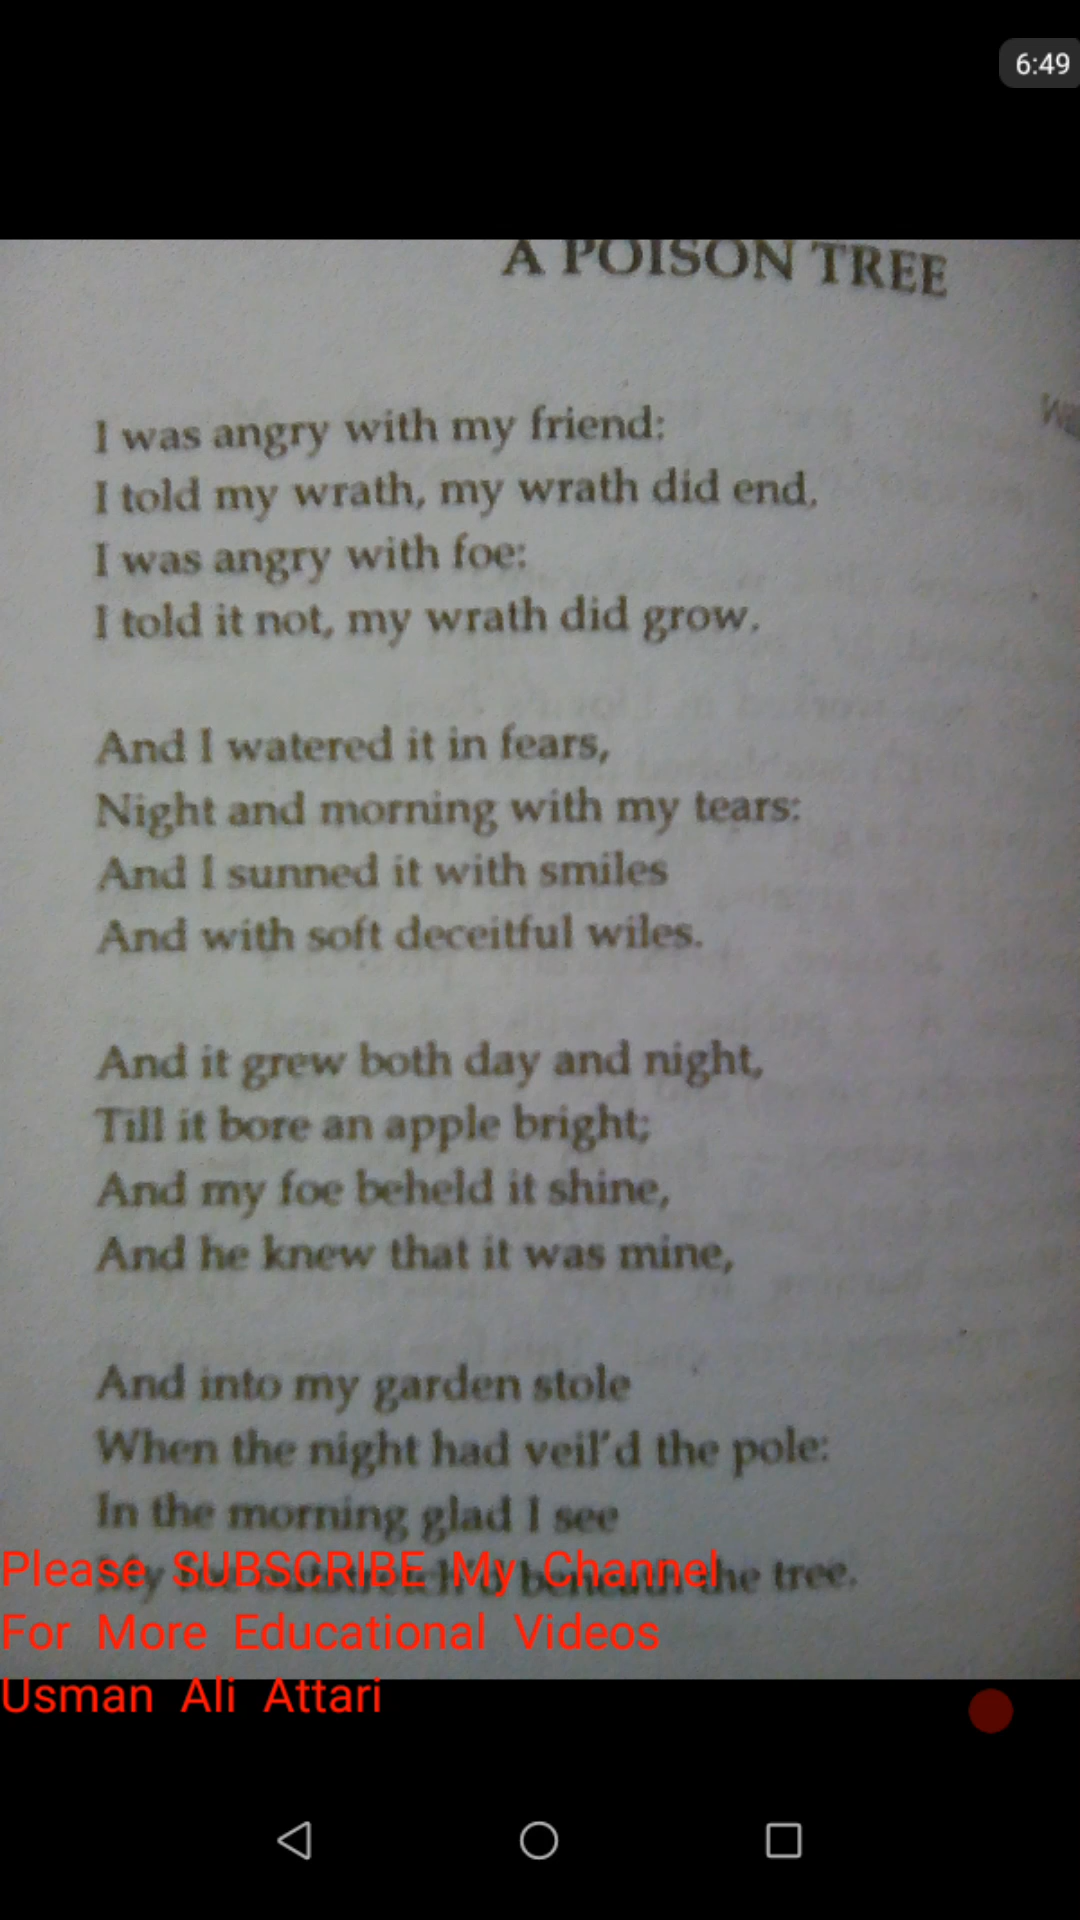 6:49
A POISON TREE
I was angry with my friend:
I told my wrath, my wrath did end.
I was angry with foe:
I told it not, my wrath did grow.
And I watered it in fears,
Night and morning with my tears:
And I sunned it with smiles
And with soft deceitful wiles.
And it grew both day and night,
Till it bore an apple bright;
And my foe beheld it shine,
And he knew that it was mine,
And into my garden stole
When the night had veil'd the pole:
In the morning glad I see
My beneath the tree.
Please SUBSCRIBE My Channel
For More Educational Videos
Usman Ali Attari